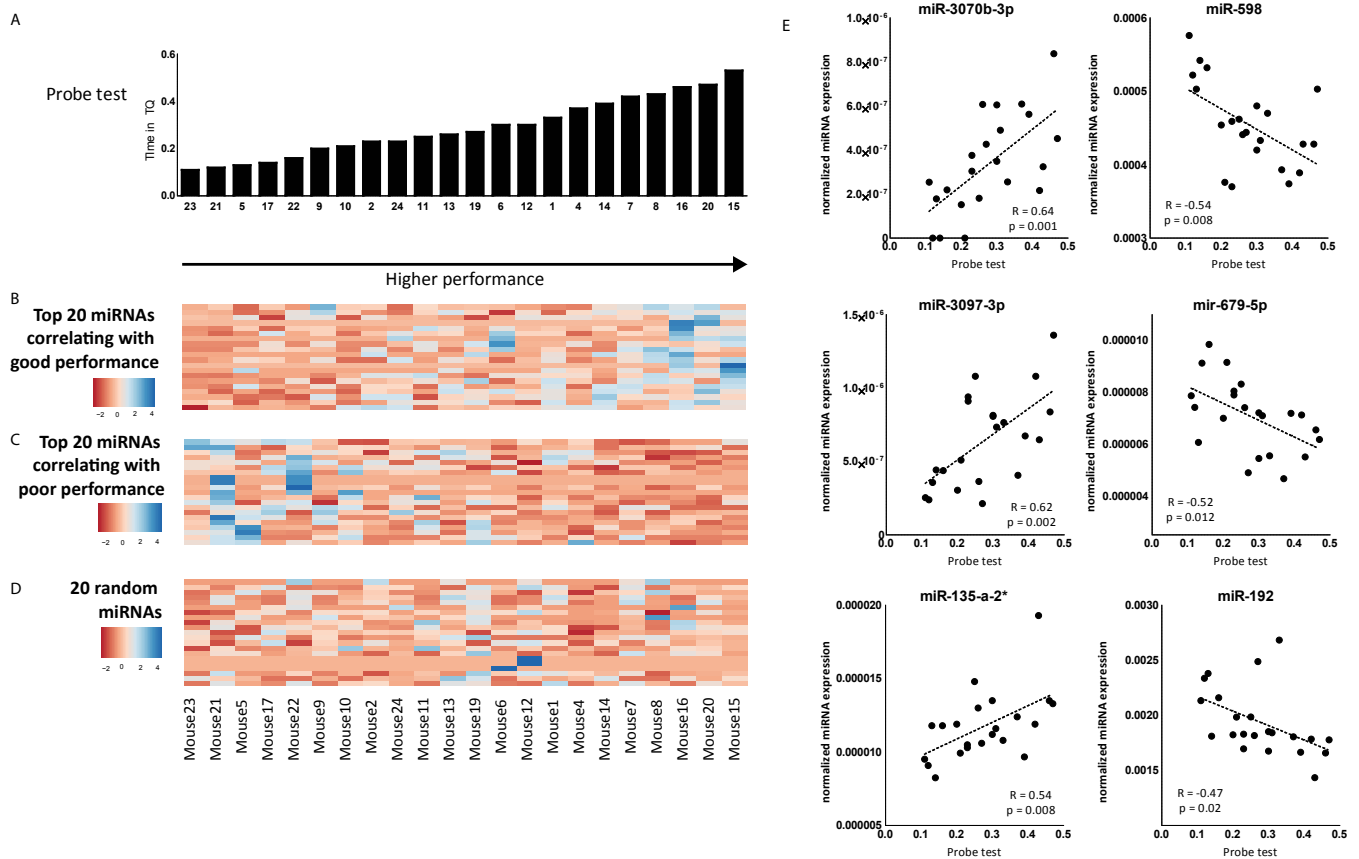 A
Probe test
Time in TQ
0.6
0.4
0.2
0.0
23 21 5 17 22 9 10 2 24 11 13 19 6 12 1 4 14 7 8 16 20 15
Higher performance
B
Top 20 miRNAs
correlating with
good performance
−2 0 2 4
C
Top 20 miRNAs
correlating with
poor performance
−2 0 2 4
D
20 random
miRNAs
−2 0 2 4
Mouse23
Mouse21
Mouse5
Mouse17
Mouse22
Mouse9
Mouse10
Mouse2
Mouse24
Mouse11
Mouse13
Mouse19
Mouse6
Mouse12
Mouse1
Mouse4
Mouse14
Mouse7
Mouse8
Mouse16
Mouse20
Mouse15
E
miR-3070b-3p
normalized miRNA expression
1.0×10-6
8.0×10-7
6.0×10-7
4.0×10-7
2.0×10-7
0
0.0 0.1 0.2 0.3 0.4 0.5
R = 0.64
p = 0.001
Probe test
miR-598
normalized miRNA expression
0.0006
0.0005
0.0004
0.0003
0.0 0.1 0.2 0.3 0.4 0.5
R = -0.54
p = 0.008
Probe test
miR-3097-3p
normalized miRNA expression
1.5×10-6
1.0×10-6
5.0×10-7
0
0.0 0.1 0.2 0.3 0.4 0.5
R = 0.62
p = 0.002
mir-679-5p
normalized miRNA expression
0.000010
0.000008
0.000006
0.000004
0.0 0.1 0.2 0.3 0.4 0.5
R = -0.52
p = 0.012
miR-135-a-2*
normalized miRNA expression
0.000020
0.000015
0.000010
0.000005
0.0 0.1 0.2 0.3 0.4 0.5
R = 0.54
p = 0.008
Probe test
miR-192
normalized miRNA expression
0.0030
0.0025
0.0020
0.0015
0.0 0.1 0.2 0.3 0.4 0.5
R = -0.47
p = 0.02
Probe test